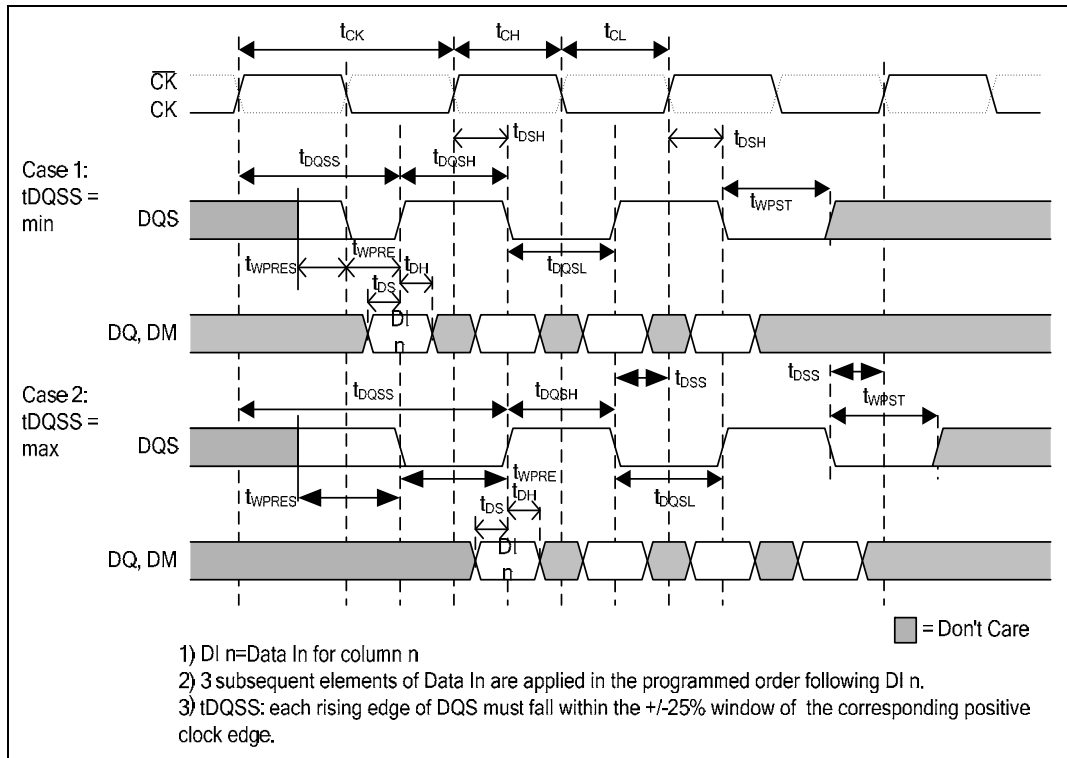 tCK tCH tCL
CK
CK
tDSH tDSH
tDQSS tDQSH
Case 1:
tDQSS =
min
DQS
tWPST
tWPRES tWPRE tDQSL
tDS tDH
DI
n
DQ, DM
Case 2:
tDQSS =
max
tDQSS tDQSH tDSS tDSS
tWPST
DQS
tWPRES tWPRE tDQSL
tDS tDH
DI
n
DQ, DM
= Don't Care
1) DI n=Data In for column n
2) 3 subsequent elements of Data In are applied in the programmed order following DI n.
3) tDQSS: each rising edge of DQS must fall within the +/-25% window of the corresponding positive
clock edge.